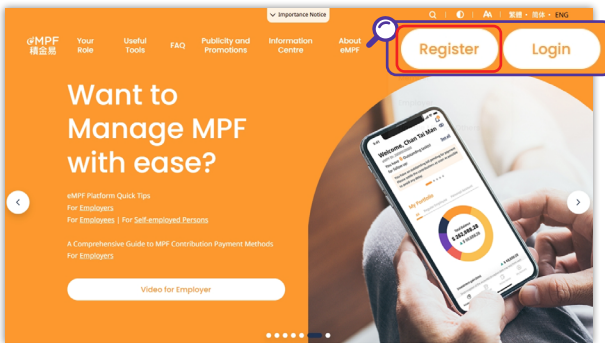 Importance Notice
AA
繁體 · 简体 · ENG
eMPF
積金易
Your
Role
Useful
Tools
FAQ
Publicity and
Promotions
Information
Centre
About
eMPF
Register
Login
Want to
Manage MPF
with ease?
eMPF Platform Quick Tips
For Employers
For Employees | For Self-employed Persons
A Comprehensive Guide to MPF Contribution Payment Methods
For Employers
Video for Employer
Welcome, Chan Tai Man
My Portfolio
Total Balance